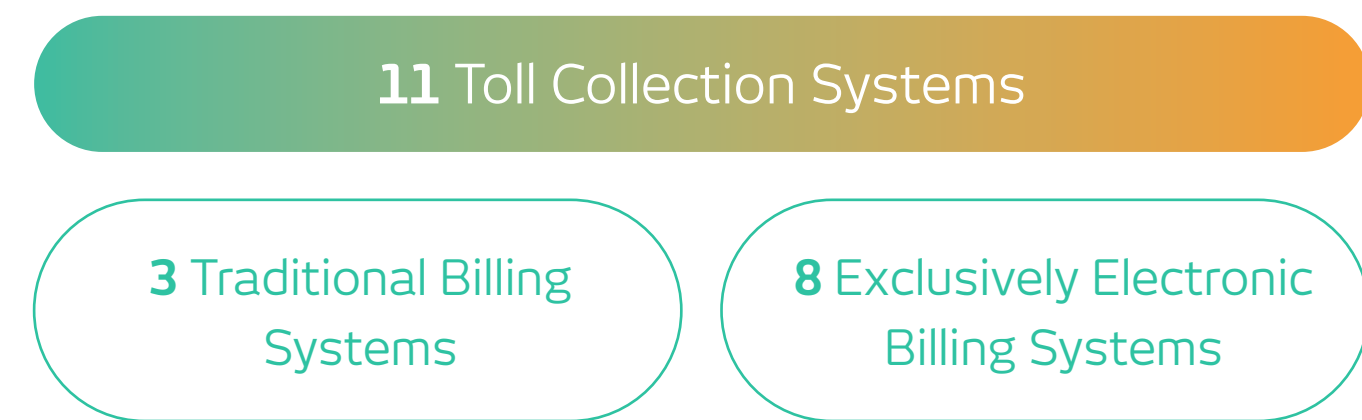 11 Toll Collection Systems
3 Traditional Billing
Systems
8 Exclusively Electronic
Billing Systems